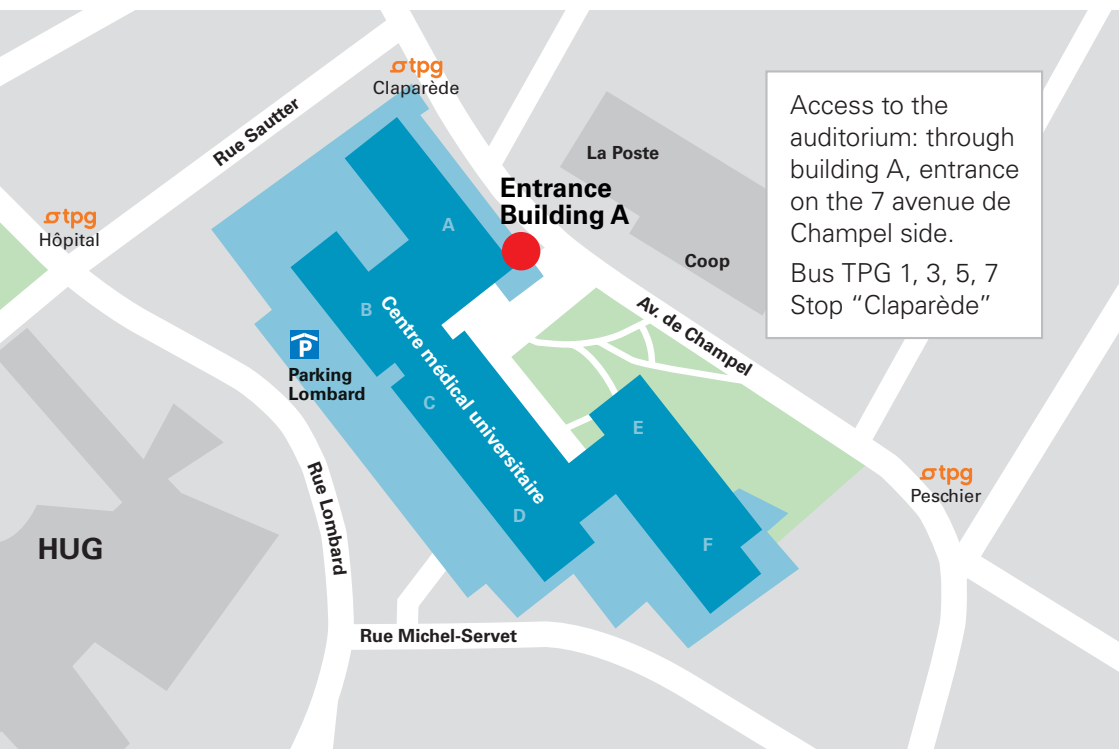 tpg
Claparède
Rue Sautter
La Poste
Entrance
Building A
tpg
Hôpital
A
Coop
B
Av. de Champel
Centre médical universitaire
P
Parking
Lombard
C
E
D
F
tpg
Peschier
Rue Lombard
HUG
Rue Michel-Servet
Access to the
auditorium: through
building A, entrance
on the 7 avenue de
Champel side.
Bus TPG 1, 3, 5, 7
Stop “Claparède”